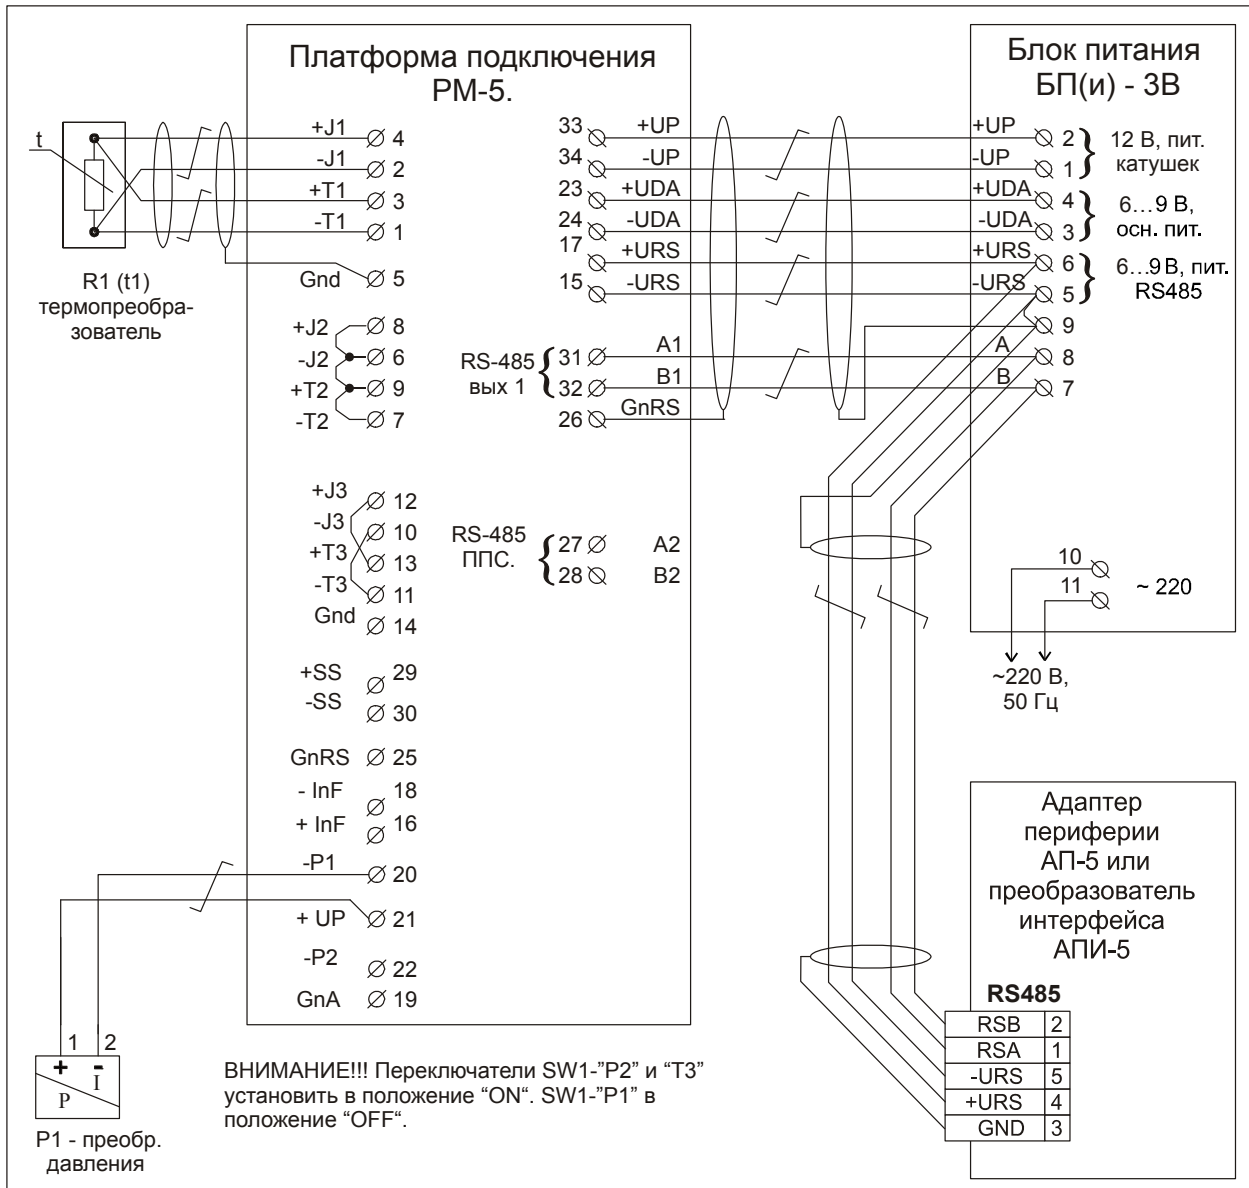 Платформа подключения
РМ-5.
Блок питания
БП(и) - 3В
t
R1 (t1)
термопреобра-
зователь
+J1 4
-J1 2
+T1 3
-T1 1
Gnd 5
+J2 8
-J2 6
+T2 9
-T2 7
+J3 12
-J3 10
+T3 13
-T3 11
Gnd 14
+SS 29
-SS 30
GnRS 25
- InF 18
+ InF 16
-P1 20
+ UP 21
-P2 22
GnA 19
33 +UP
34 -UP
23 +UDA
24 -UDA
17 +URS
15 -URS
RS-485
вых 1
31 A1
32 B1
26 GnRS
RS-485
ППС.
27 A2
28 B2
+UP 2
-UP 1
12 В, пит.
катушек
+UDA 4
-UDA 3
6...9 В,
осн. пит.
+URS 6
-URS 5
6...9В, пит.
RS485
9
A 8
B 7
10
11
~ 220
~220 В,
50 Гц
Адаптер
периферии
АП-5 или
преобразователь
интерфейса
АПИ-5
RS485
RSB 2
RSA 1
-URS 5
+URS 4
GND 3
1 2
+ -
I
P
P1 - преобр.
давления
ВНИМАНИЕ!!! Переключатели SW1-"P2" и “T3”
установить в положение “ON“. SW1-”P1” в
положение “OFF“.